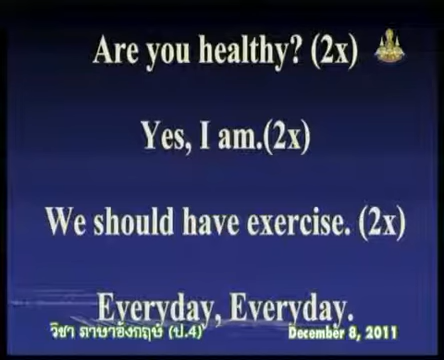 Are you healthy? (2x)
Yes, I am.(2x)
We should have exercise. (2x)
Everyday, Everyday.
วิชา ภาษาอังกฤษ (ป.4)
December 8, 2011